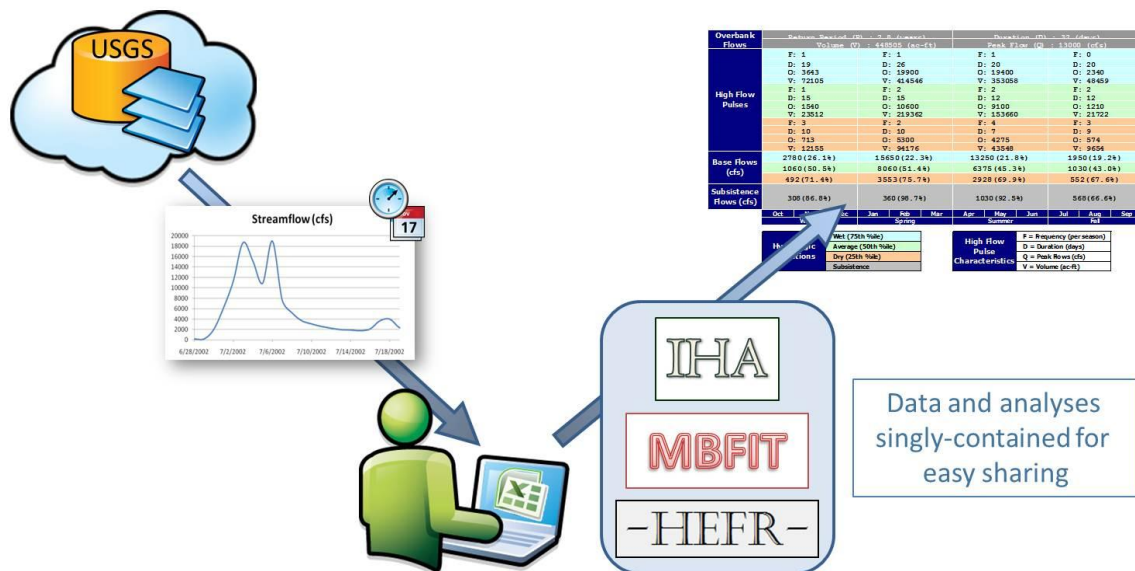 USGS
Streamflow (cfs)
20000
18000
16000
14000
12000
10000
8000
6000
4000
2000
0
6/28/2002 7/2/2002 7/6/2002 7/10/2002 7/14/2002 7/18/2002
17
IHA
MBFIT
-HEFR-
Data and analyses
singly-contained for
easy sharing
Overbank Flows
Return Period (R) : (years) Duration (D) : (days)
Volume (V) : 448505 (ac-ft) Peak Flow (Q) : 13000 (cfs)
High Flow Pulses
F: 1 F: 1 F: 1 F: 0
D: 19 D: 26 D: 20 D: 20
Q: 3643 Q: 19900 Q: 19400 Q: 2340
V: 72105 V: 414546 V: 353058 V: 48459
F: 1 F: 2 F: 2 F: 2
D: 15 D: 15 D: 12 D: 12
Q: 1540 Q: 10600 Q: 9100 Q: 1210
V: 23512 V: 219362 V: 153660 V: 21722
F: 3 F: 2 F: 4 F: 3
D: 10 D: 10 D: 7 D: 9
Q: 713 Q: 5300 Q: 4275 Q: 574
V: 12155 V: 94176 V: 43548 V: 9654
Base Flows (cfs)
2780(26.1%) 15650(22.3%) 13250(21.8%) 1950(19.2%)
1060(50.5%) 8060(51.4%) 6375(45.3%) 1030(43.0%)
492(71.4%) 3553(75.7%) 2928(69.9%) 552(67.6%)
Subsistence Flows (cfs)
308(86.8%) 360(98.7%) 1030(92.5%) 568(66.6%)
Oct Jan Feb Mar Apr May Jun Jul Aug Sep
Spring Summer Fall
Wet (75th %ile)
Average (50th %ile)
Dry (25th %ile)
Subsistence
High Flow Pulse Characteristics
F = Frequency (per season)
D = Duration (days)
Q = Peak Flows (cfs)
V = Volume (ac-ft)